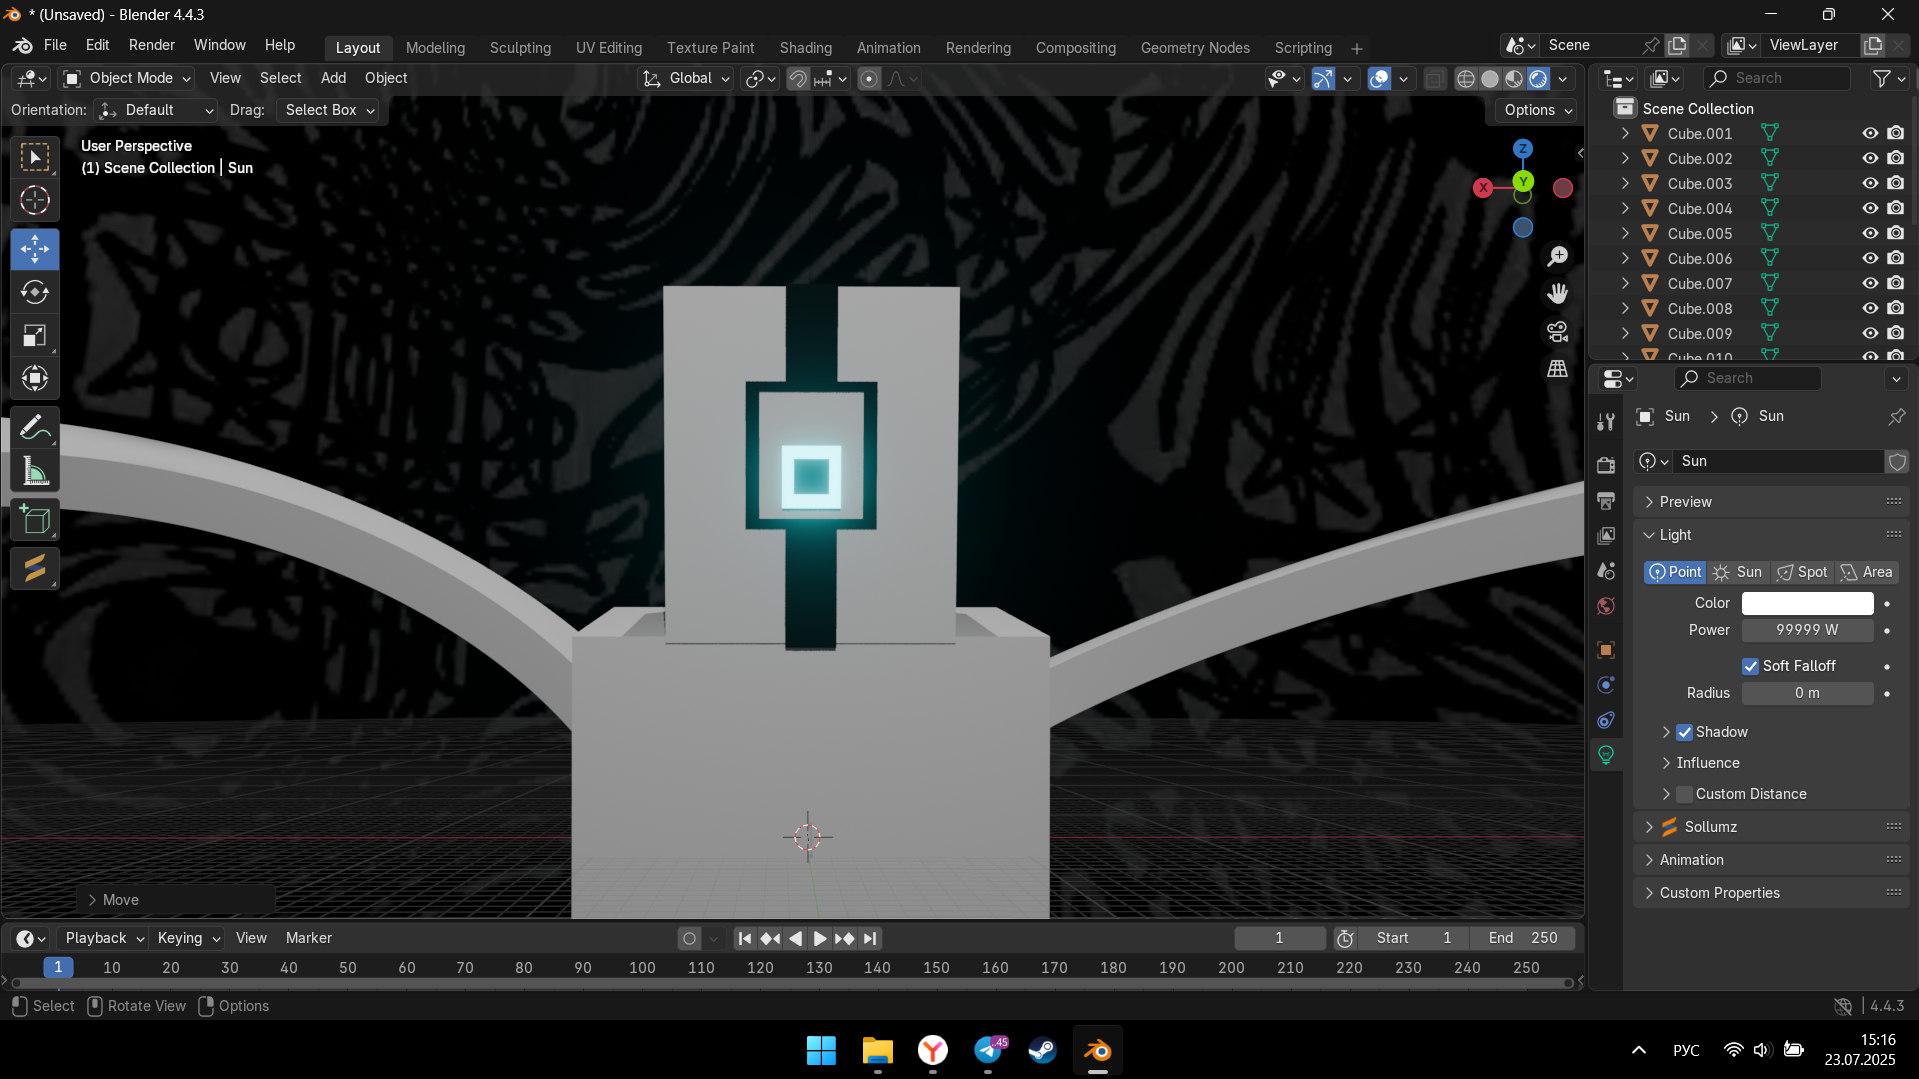 * (Unsaved) - Blender 4.4.3
File Edit Render Window Help
Layout Modeling Sculpting UV Editing Texture Paint Shading Animation Rendering Compositing Geometry Nodes Scripting +
Scene
ViewLayer
Object Mode View Select Add Object
Global
Search
Orientation: Default Drag: Select Box
Options
User Perspective
(1) Scene Collection | Sun
Z
X
Y
Scene Collection
Cube.001
Cube.002
Cube.003
Cube.004
Cube.005
Cube.006
Cube.007
Cube.008
Cube.009
Cube.010
Search
Sun > Sun
Sun
Preview
Light
Point Sun Spot Area
Color
Power 99999 W
Soft Falloff
Radius 0 m
Shadow
Influence
Custom Distance
Sollumz
Animation
Custom Properties
Move
Playback Keying View Marker
1
Start 1
End 250
1 10 20 30 40 50 60 70 80 90 100 110 120 130 140 150 160 170 180 190 200 210 220 230 240 250
Select Rotate View Options
4.4.3
..45
РУС
15:16
23.07.2025